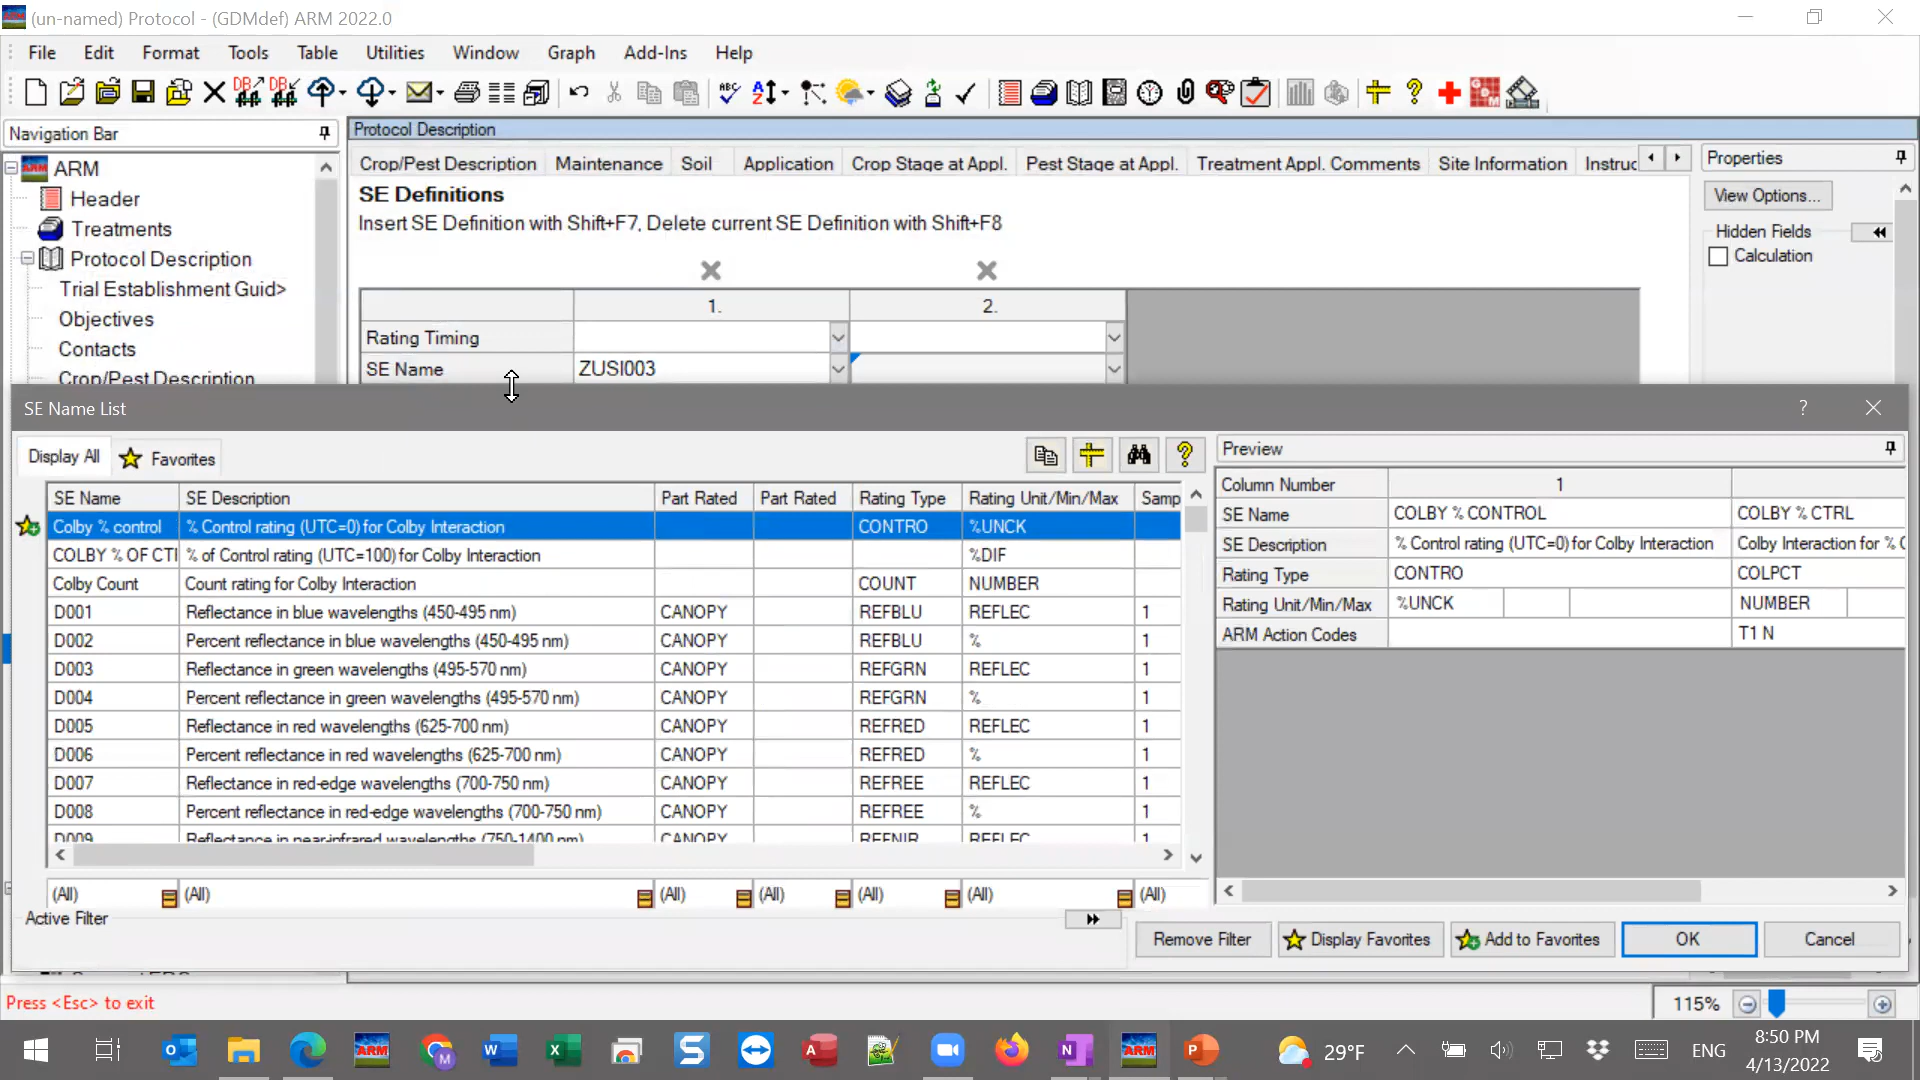 (un-named) Protocol - (GDMdef) ARM 2022.0
File Edit Format Tools Table Utilities Window Graph Add-Ins Help
Navigation Bar
ARM
Header
Treatments
Protocol Description
Trial Establishment Guid>
Objectives
Contacts
Crop/Pest Description
Protocol Description
Crop/Pest Description Maintenance Soil Application Crop Stage at Appl. Pest Stage at Appl. Treatment Appl. Comments Site Information Instruc
SE Definitions
Insert SE Definition with Shift+F7, Delete current SE Definition with Shift+F8
1. 2.
Rating Timing
SE Name ZUSI003
Properties
View Options...
Hidden Fields
Calculation
SE Name List
Display All Favorites
SE Name SE Description Part Rated Part Rated Rating Type Rating Unit/Min/Max Samp
Colby % control % Control rating (UTC=0) for Colby Interaction CONTRO %UNCK
COLBY % OF CTI % of Control rating (UTC=100) for Colby Interaction %DIF
Colby Count Count rating for Colby Interaction COUNT NUMBER
D001 Reflectance in blue wavelengths (450-495 nm) CANOPY REFBLU REFLEC 1
D002 Percent reflectance in blue wavelengths (450-495 nm) CANOPY REFBLU % 1
D003 Reflectance in green wavelengths (495-570 nm) CANOPY REFGRN REFLEC 1
D004 Percent reflectance in green wavelengths (495-570 nm) CANOPY REFGRN % 1
D005 Reflectance in red wavelengths (625-700 nm) CANOPY REFRED REFLEC 1
D006 Percent reflectance in red wavelengths (625-700 nm) CANOPY REFRED % 1
D007 Reflectance in red-edge wavelengths (700-750 nm) CANOPY REFREE REFLEC 1
D008 Percent reflectance in red-edge wavelengths (700-750 nm) CANOPY REFREE % 1
D009 Reflectance in near-infrared wavelengths (750-1400 nm) CANOPY REFNIR REFLEC 1
(All) (All) (All) (All) (All) (All) (All)
Active Filter
Preview
Column Number 1
SE Name COLBY % CONTROL COLBY % CTRL
SE Description % Control rating (UTC=0) for Colby Interaction Colby Interaction for % C
Rating Type CONTRO COLPCT
Rating Unit/Min/Max %UNCK NUMBER
ARM Action Codes T1 N
Remove Filter Display Favorites Add to Favorites OK Cancel
Press <Esc> to exit
115%
29°F ENG
8:50 PM
4/13/2022